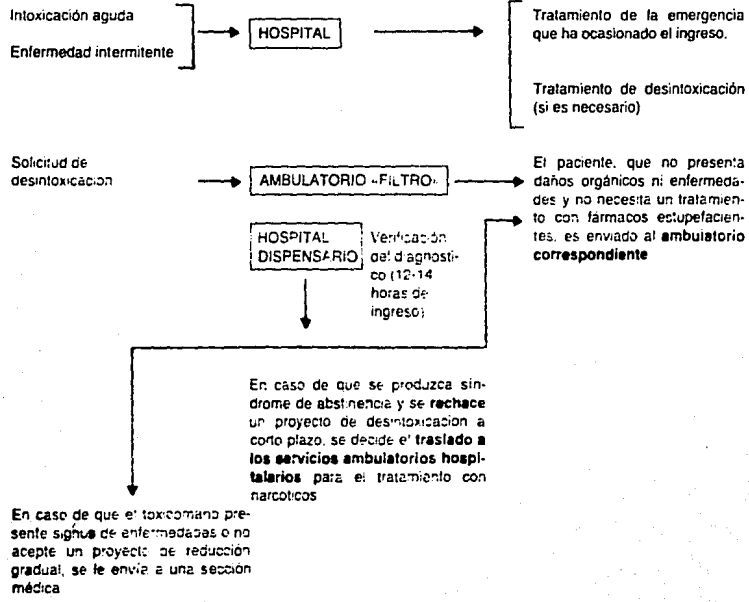 Intoxicación aguda
Enfermedad intermitente
HOSPITAL
Tratamiento de la emergencia
que ha ocasionado el ingreso.
Tratamiento de desintoxicación
(si es necesario)
Solicitud de
desintoxicación
AMBULATORIO «FILTRO»
El paciente, que no presenta
daños orgánicos ni enfermeda-
des y no necesita un tratamien-
to con fármacos estupefacien-
tes, es enviado al ambulatorio
correspondiente
HOSPITAL
DISPENSARIO
Verificación
del diagnósti-
co (12-14
horas de
ingreso)
En caso de que se produzca sín-
drome de abstinencia y se rechace
un proyecto de desintoxicacion a
corto plazo, se decide el traslado a
los servicios ambulatorios hospi-
talarios para el tratamiento con
narcoticos
En caso de que el toxicomano pre-
sente signos de enfermedades o no
acepte un proyecto de reducción
gradual, se le envia a una sección
médica